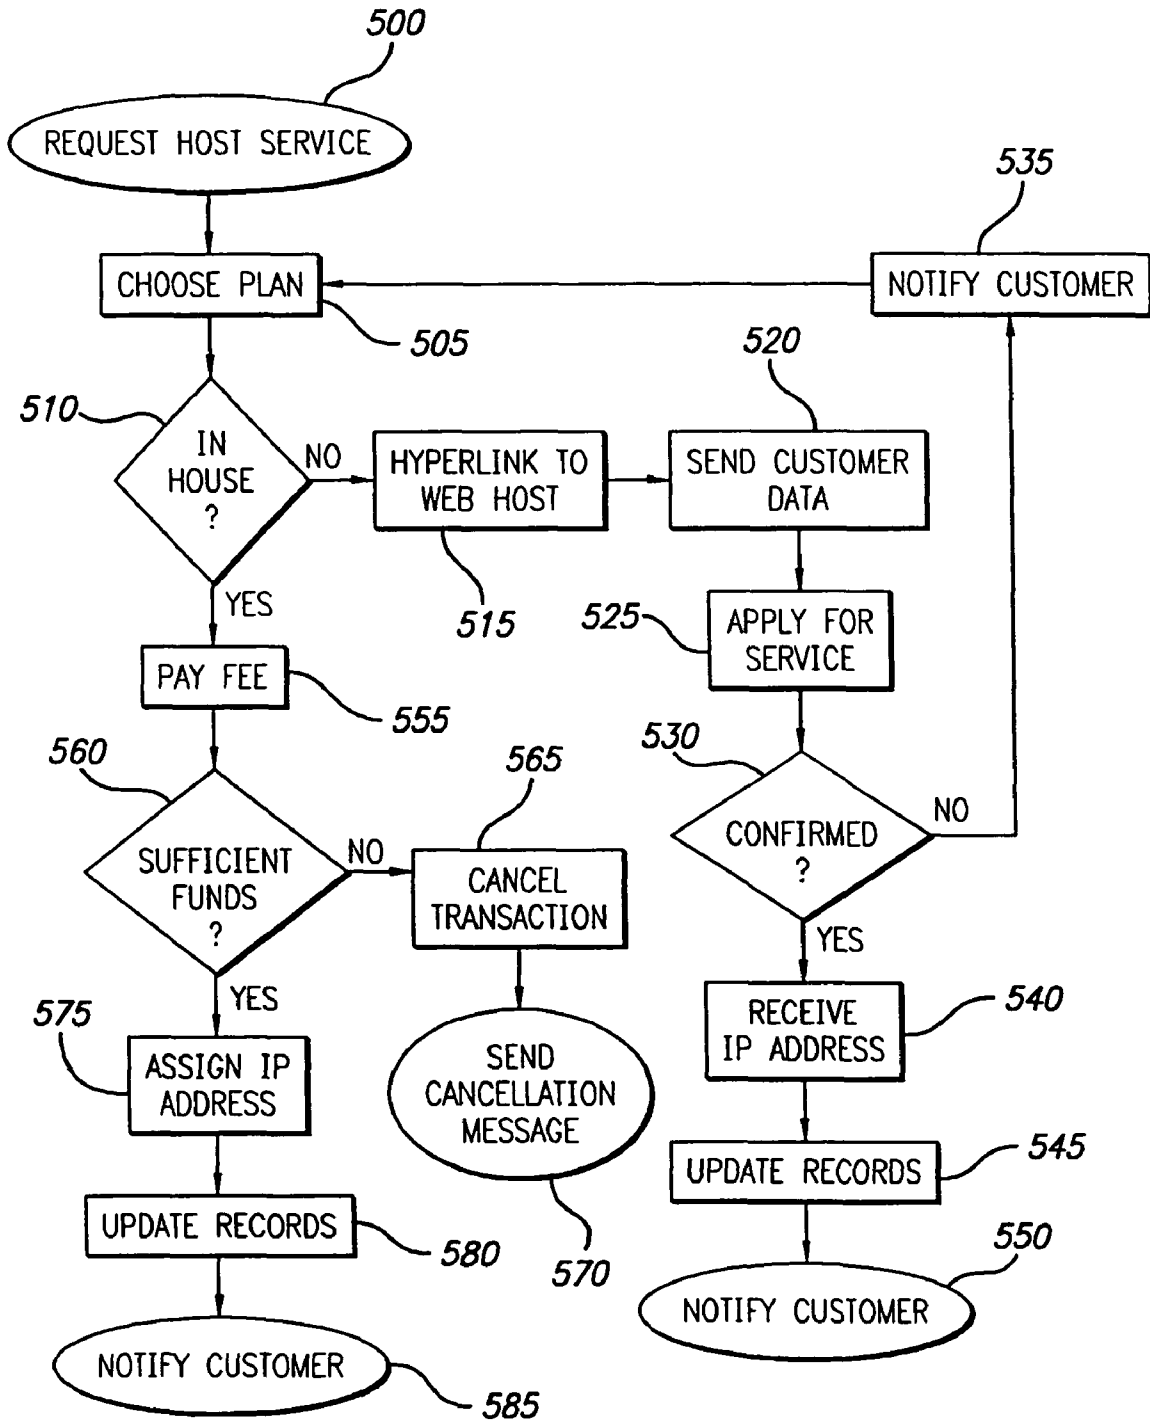 500
REQUEST HOST SERVICE
535
CHOOSE PLAN
NOTIFY CUSTOMER
505
520
510
IN
HOUSE
?
NO
HYPERLINK TO
WEB HOST
SEND CUSTOMER
DATA
YES
515
525
APPLY FOR
SERVICE
PAY FEE
555
530
560
565
CONFIRMED
?
NO
SUFFICIENT
FUNDS
?
NO
CANCEL
TRANSACTION
YES
YES
575
540
RECEIVE
IP ADDRESS
ASSIGN IP
ADDRESS
SEND
CANCELLATION
MESSAGE
545
UPDATE RECORDS
UPDATE RECORDS
580
570
550
NOTIFY CUSTOMER
NOTIFY CUSTOMER
585